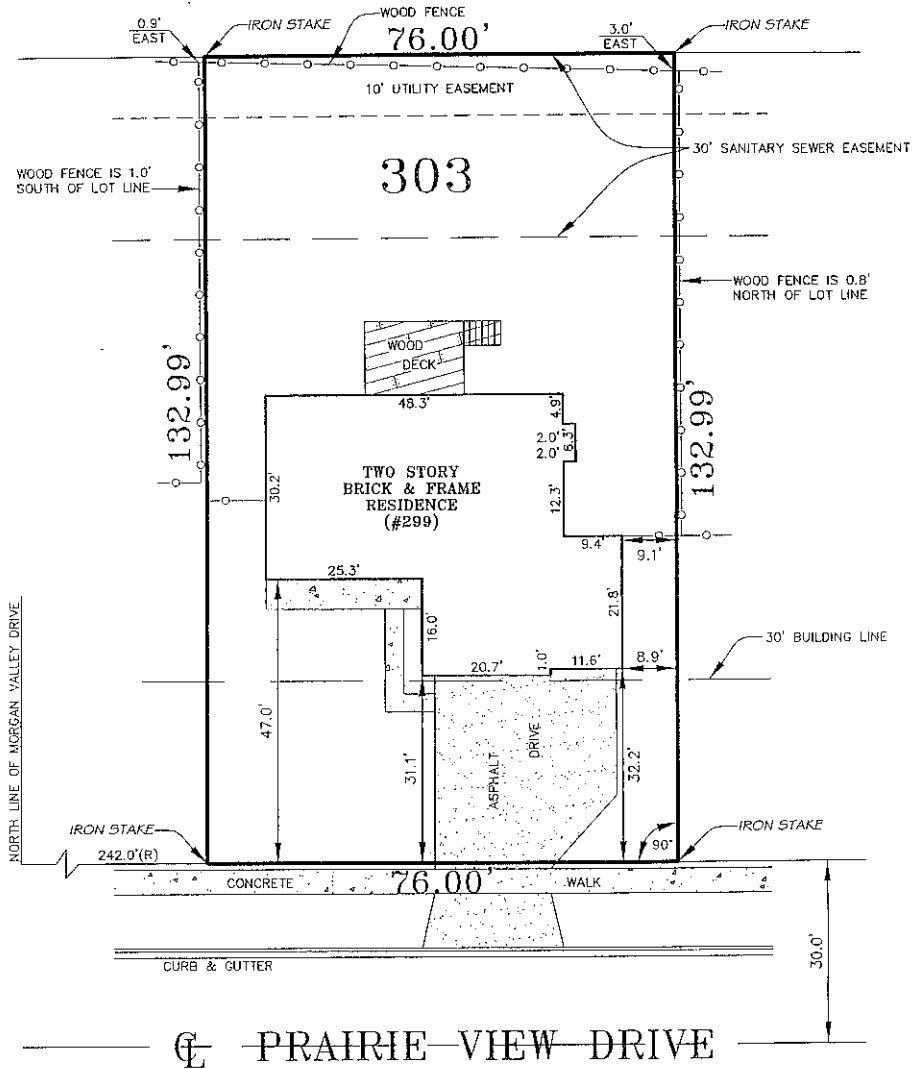 0.9'
EAST
IRON STAKE
WOOD FENCE
76.00'
3.0'
EAST
IRON STAKE
10' UTILITY EASEMENT
30' SANITARY SEWER EASEMENT
303
WOOD FENCE IS 1.0'
SOUTH OF LOT LINE
WOOD FENCE IS 0.8'
NORTH OF LOT LINE
WOOD
DECK
132.99'
132.99'
48.3'
4.9'
2.0'
6.3'
2.0'
30.2'
TWO STORY
BRICK & FRAME
RESIDENCE
(#299)
12.3'
9.4'
9.1'
25.3'
21.8'
16.0'
20.7'
1.0'
11.6'
8.9'
30' BUILDING LINE
NORTH LINE OF MORGAN VALLEY DRIVE
47.0'
31.1'
ASPHALT
DRIVE
32.2'
IRON STAKE
IRON STAKE
90°
242.0'(R)
CONCRETE
76.00'
WALK
30.0'
CURB & GUTTER
CL PRAIRIE VIEW DRIVE